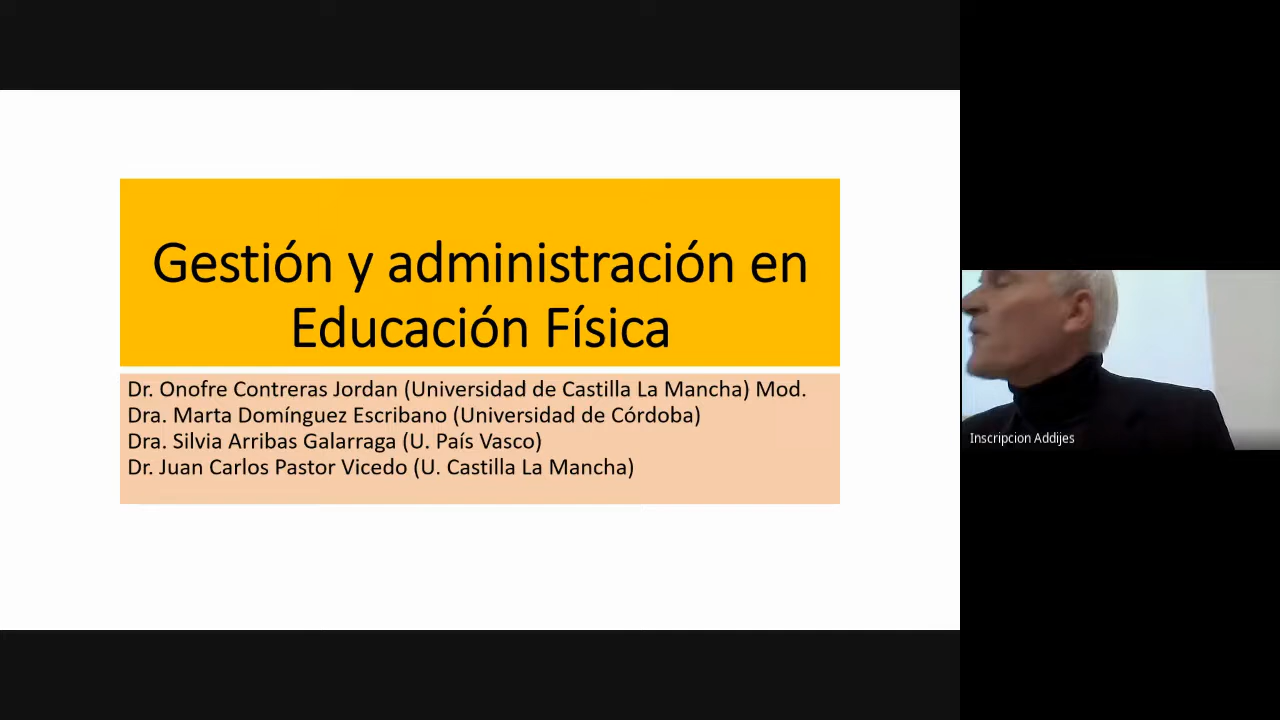 Gestión y administración en
Educación Física
Dr. Onofre Contreras Jordan (Universidad de Castilla La Mancha) Mod.
Dra. Marta Domínguez Escribano (Universidad de Córdoba)
Dra. Silvia Arribas Galarraga (U. País Vasco)
Dr. Juan Carlos Pastor Vicedo (U. Castilla La Mancha)
Inscripcion Addijes